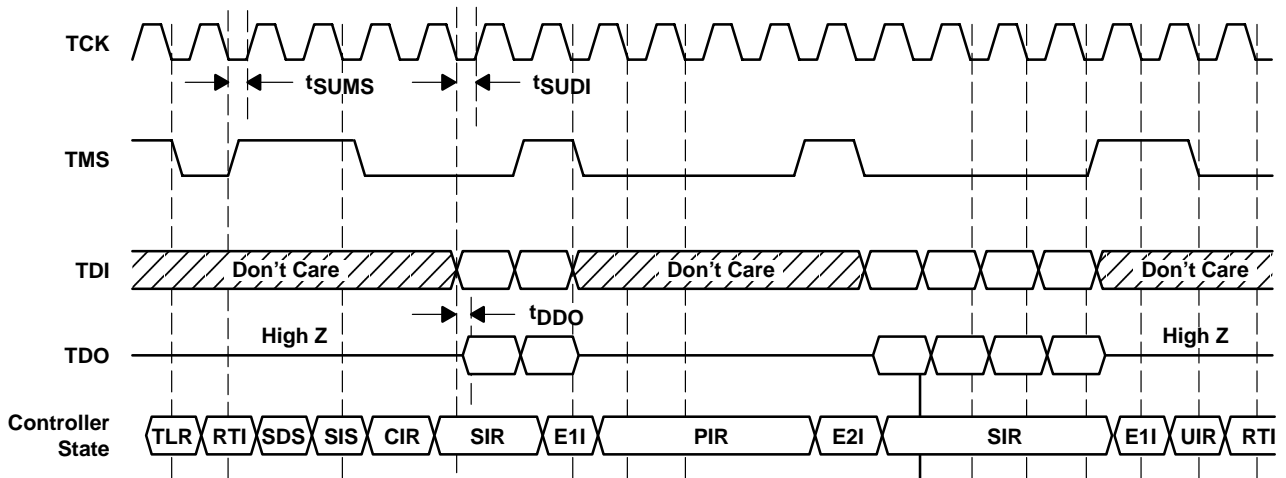 TCK
tSUMS
tSUDI
TMS
TDI
Don't Care
Don't Care
Don't Care
tDDO
TDO
High Z
High Z
Controller
State
TLR RTI SDS SIS CIR SIR E1I PIR E2I SIR E1I UIR RTI